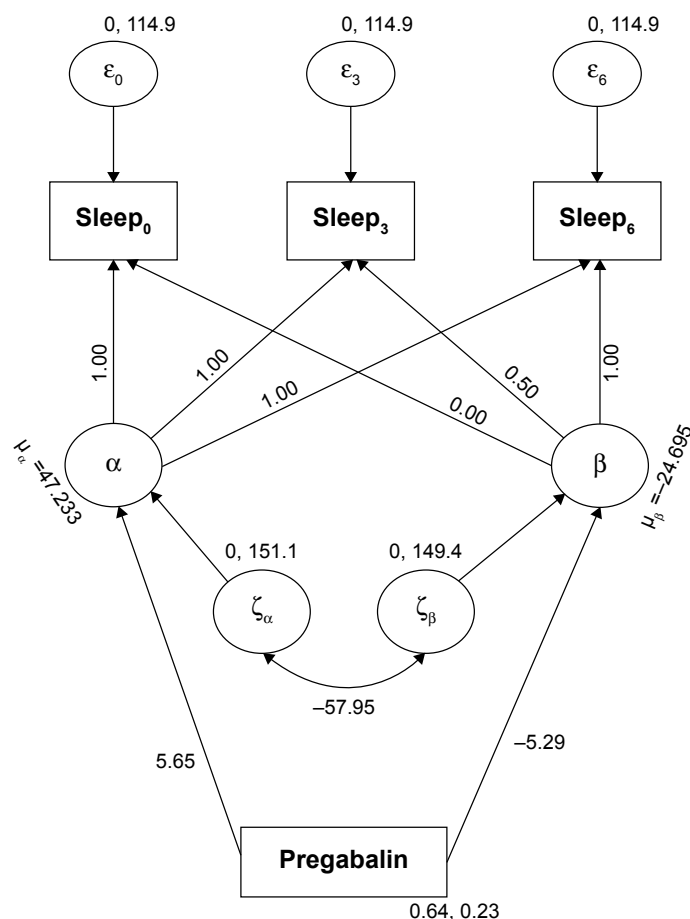 0, 114.9 0, 114.9 0, 114.9
ε₀ ε₃ ε₆
Sleep₀ Sleep₃ Sleep₆
1.00 1.00 1.00 0.00 0.50 1.00
α β
μα =47.233
μβ =–24.695
0, 151.1 0, 149.4
ζα ζβ
–57.95
5.65 –5.29
Pregabalin
0.64, 0.23